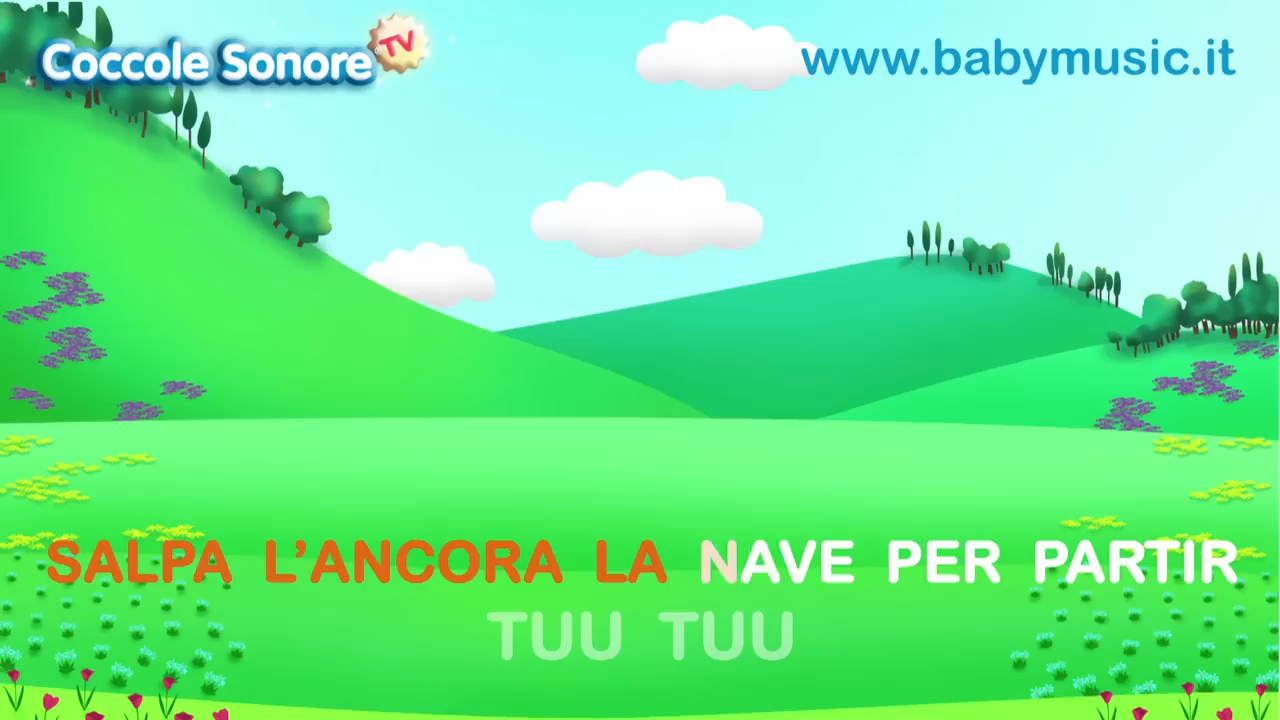 Coccole Sonore TV
www.babymusic.it
SALPA L’ANCORA LA NAVE PER PARTIR
TUU TUU